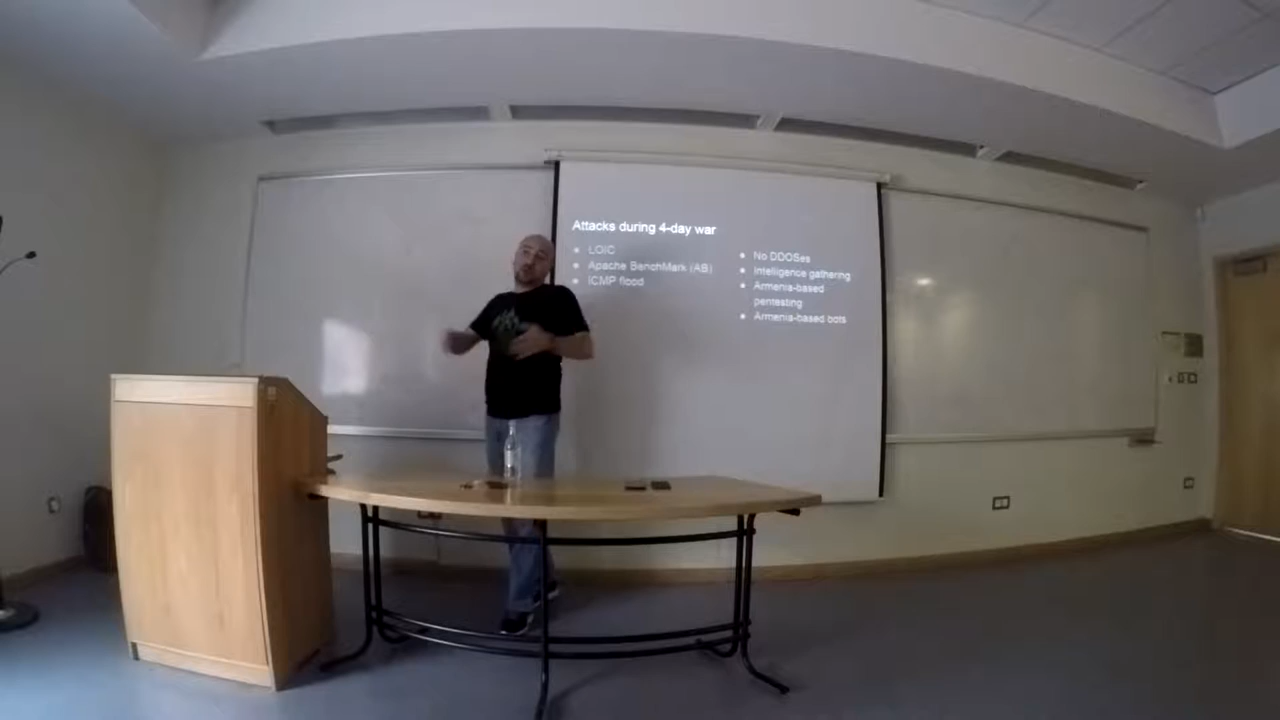 Attacks during 4-day war
LOIC
Apache BenchMark (AB)
ICMP flood
No DDOSes
Intelligence gathering
Armenia-based
pentesting
Armenia-based bots